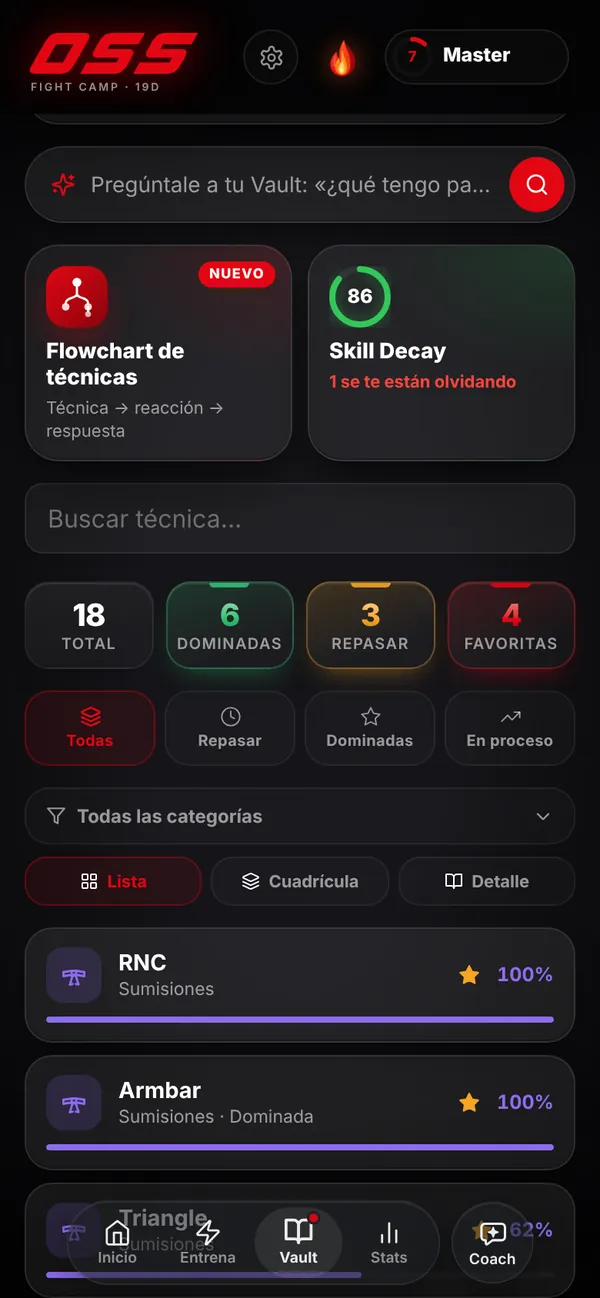 OSS
FIGHT CAMP · 19D
7
Master
Pregúntale a tu Vault: «¿qué tengo pa...
NUEVO
Flowchart de
técnicas
Técnica → reacción →
respuesta
86
Skill Decay
1 se te están olvidando
Buscar técnica...
18
TOTAL
6
DOMINADAS
3
REPASAR
4
FAVORITAS
Todas
Repasar
Dominadas
En proceso
Todas las categorías
Lista
Cuadrícula
Detalle
RNC
Sumisiones
100%
Armbar
Sumisiones · Dominada
100%
Triangle
Sumisiones
62%
Inicio
Entrena
Vault
Stats
Coach